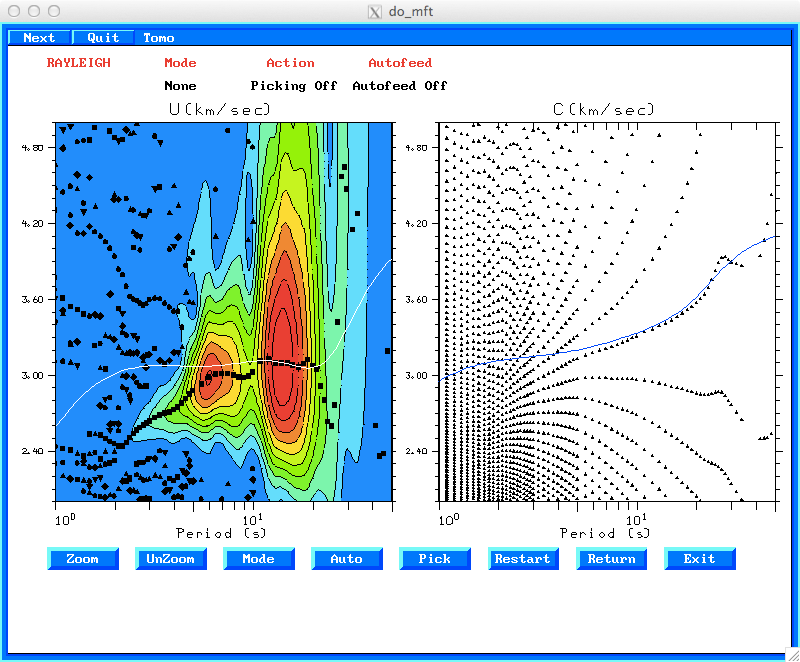 do_mft
Next Quit Tomo
RAYLEIGH Mode Action Autofeed
None Picking Off Autofeed Off
U(km/sec) C(km/sec)
4.80 4.80
4.20 4.20
3.60 3.60
3.00 3.00
2.40 2.40
10^0 10^1 10^0 10^1
Period (s) Period (s)
Zoom UnZoom Mode Auto Pick Restart Return Exit